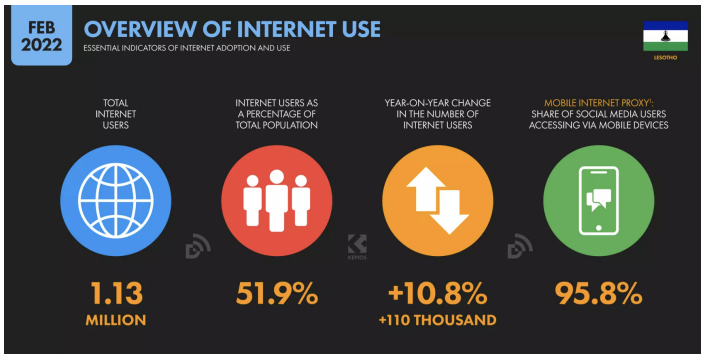 FEB
2022
OVERVIEW OF INTERNET USE
ESSENTIAL INDICATORS OF INTERNET ADOPTION AND USE
LESOTHO
TOTAL
INTERNET
USERS
INTERNET USERS AS
A PERCENTAGE OF
TOTAL POPULATION
YEAR-ON-YEAR CHANGE
IN THE NUMBER OF
INTERNET USERS
MOBILE INTERNET PROXY¹:
SHARE OF SOCIAL MEDIA USERS
ACCESSING VIA MOBILE DEVICES
KEPIOS
1.13
MILLION
51.9%
+10.8%
+110 THOUSAND
95.8%